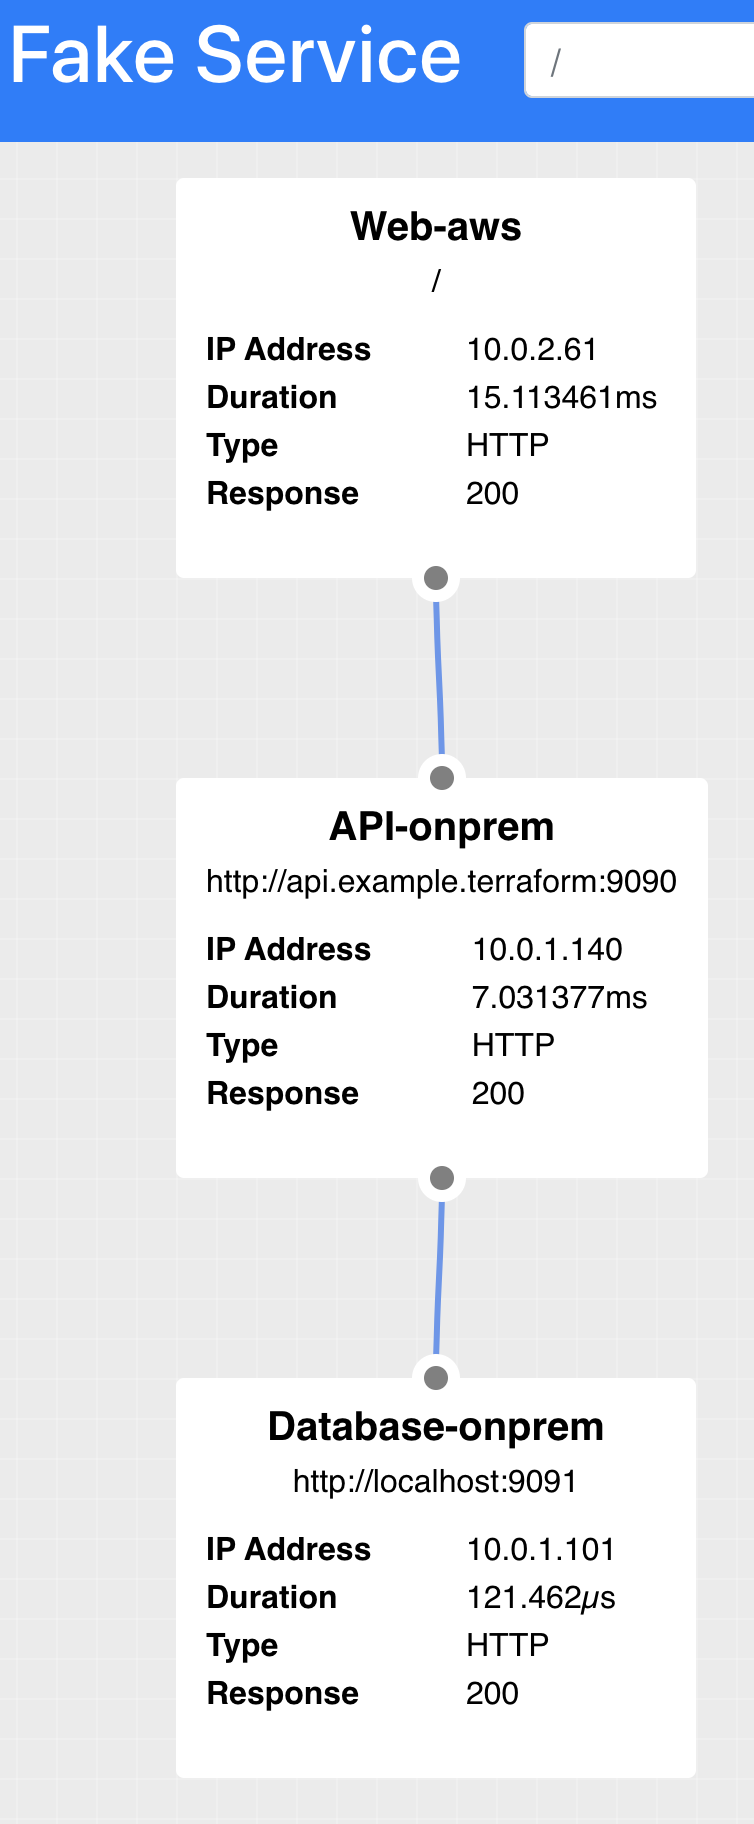 Fake Service
/
Web-aws
/
IP Address 10.0.2.61
Duration 15.113461ms
Type HTTP
Response 200
API-onprem
http://api.example.terraform:9090
IP Address 10.0.1.140
Duration 7.031377ms
Type HTTP
Response 200
Database-onprem
http://localhost:9091
IP Address 10.0.1.101
Duration 121.462µs
Type HTTP
Response 200